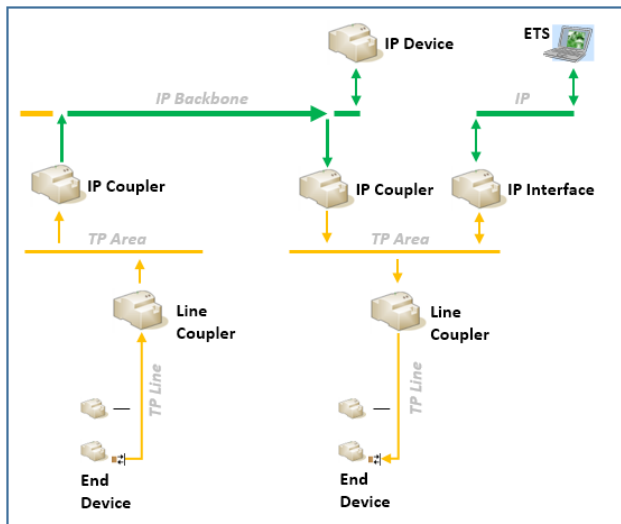 IP Device
ETS
IP Backbone
IP
IP Coupler
IP Coupler
IP Interface
TP Area
TP Area
Line
Coupler
Line
Coupler
TP Line
TP Line
End
Device
End
Device